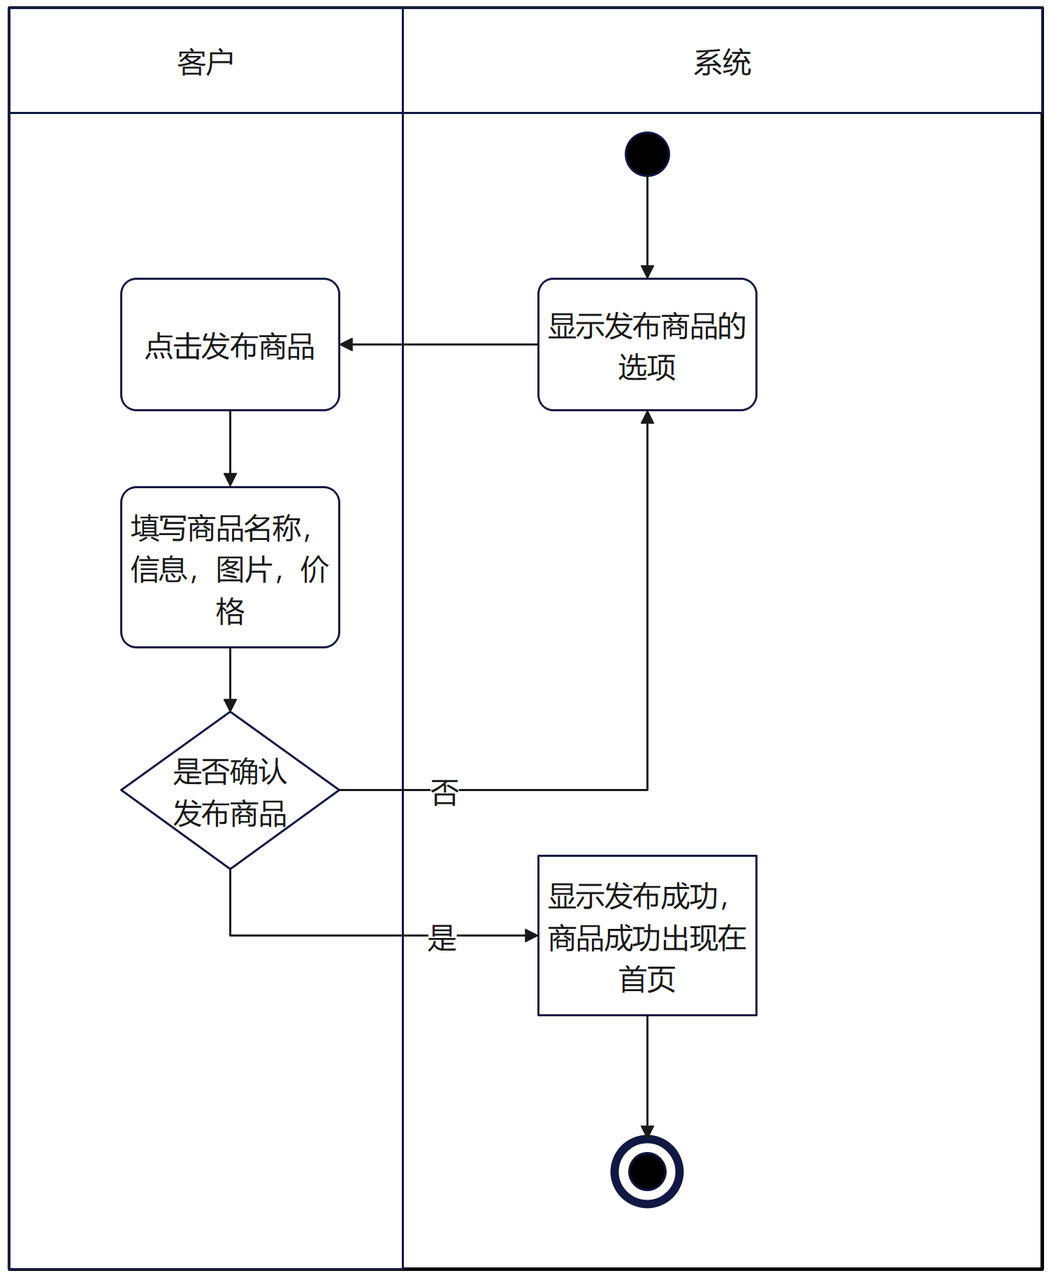 客户
系统
显示发布商品的
选项
点击发布商品
填写商品名称，
信息，图片，价
格
是否确认
发布商品
否
是
显示发布成功，
商品成功出现在
首页